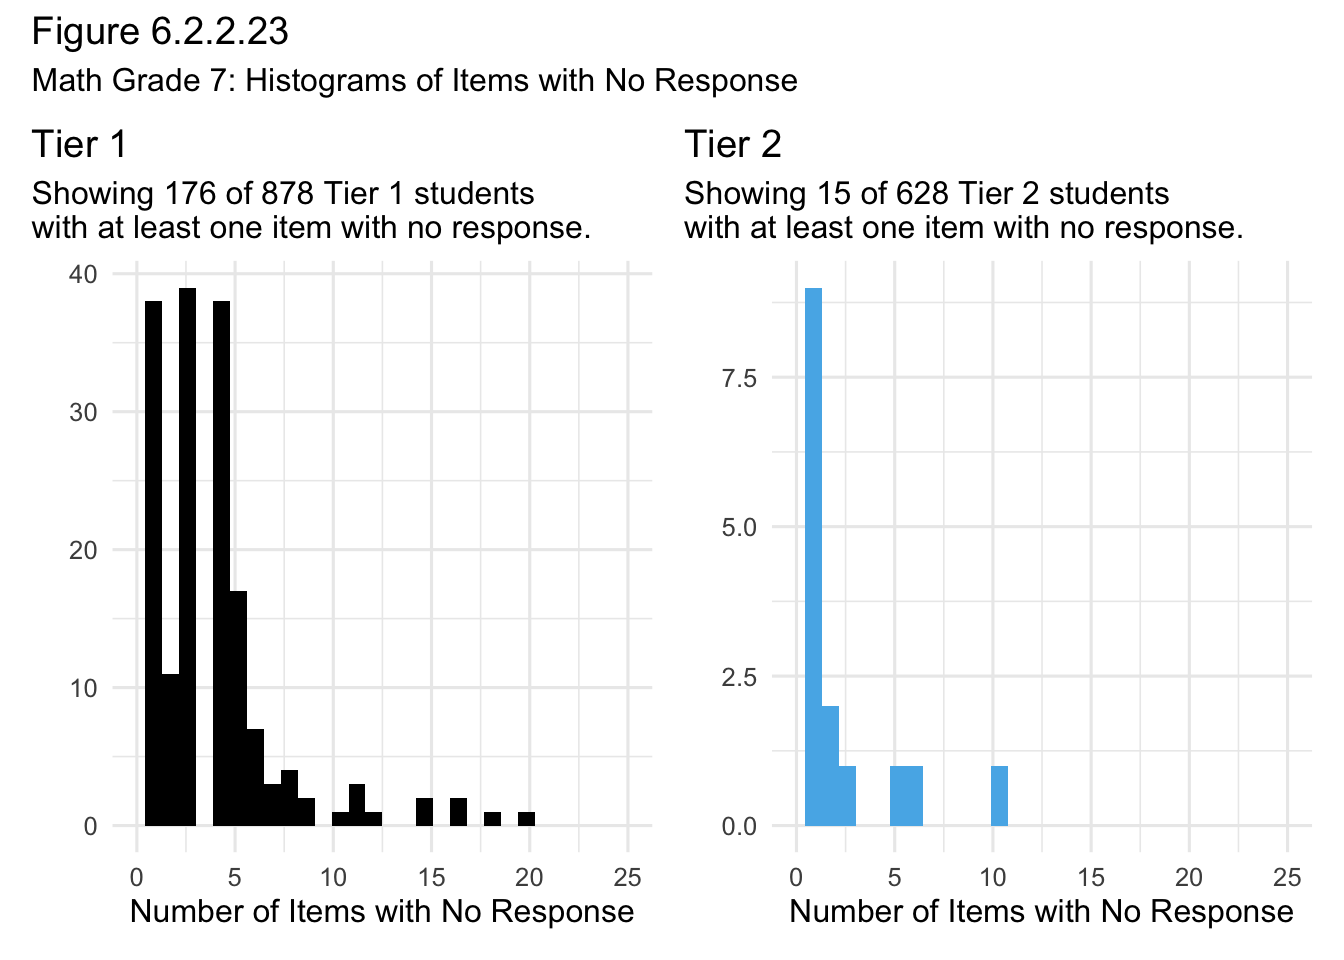 Figure 6.2.2.23
Math Grade 7: Histograms of Items with No Response
Tier 1
Showing 176 of 878 Tier 1 students
with at least one item with no response.
40
30
20
10
0
0 5 10 15 20 25
Number of Items with No Response
Tier 2
Showing 15 of 628 Tier 2 students
with at least one item with no response.
7.5
5.0
2.5
0.0
0 5 10 15 20 25
Number of Items with No Response